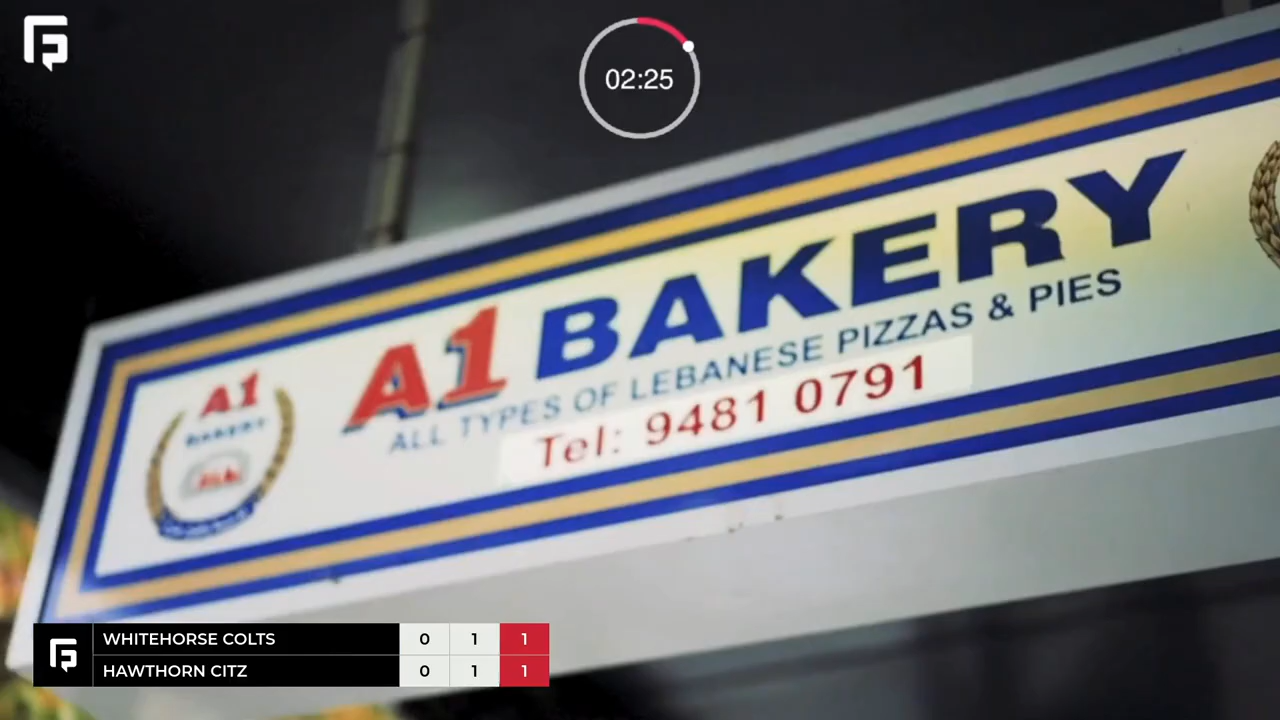 02:25
A1 BAKERY
ALL TYPES OF LEBANESE PIZZAS & PIES
Tel: 9481 0791
A1
BAKERY
WHITEHORSE COLTS 0 1 1
HAWTHORN CITZ 0 1 1